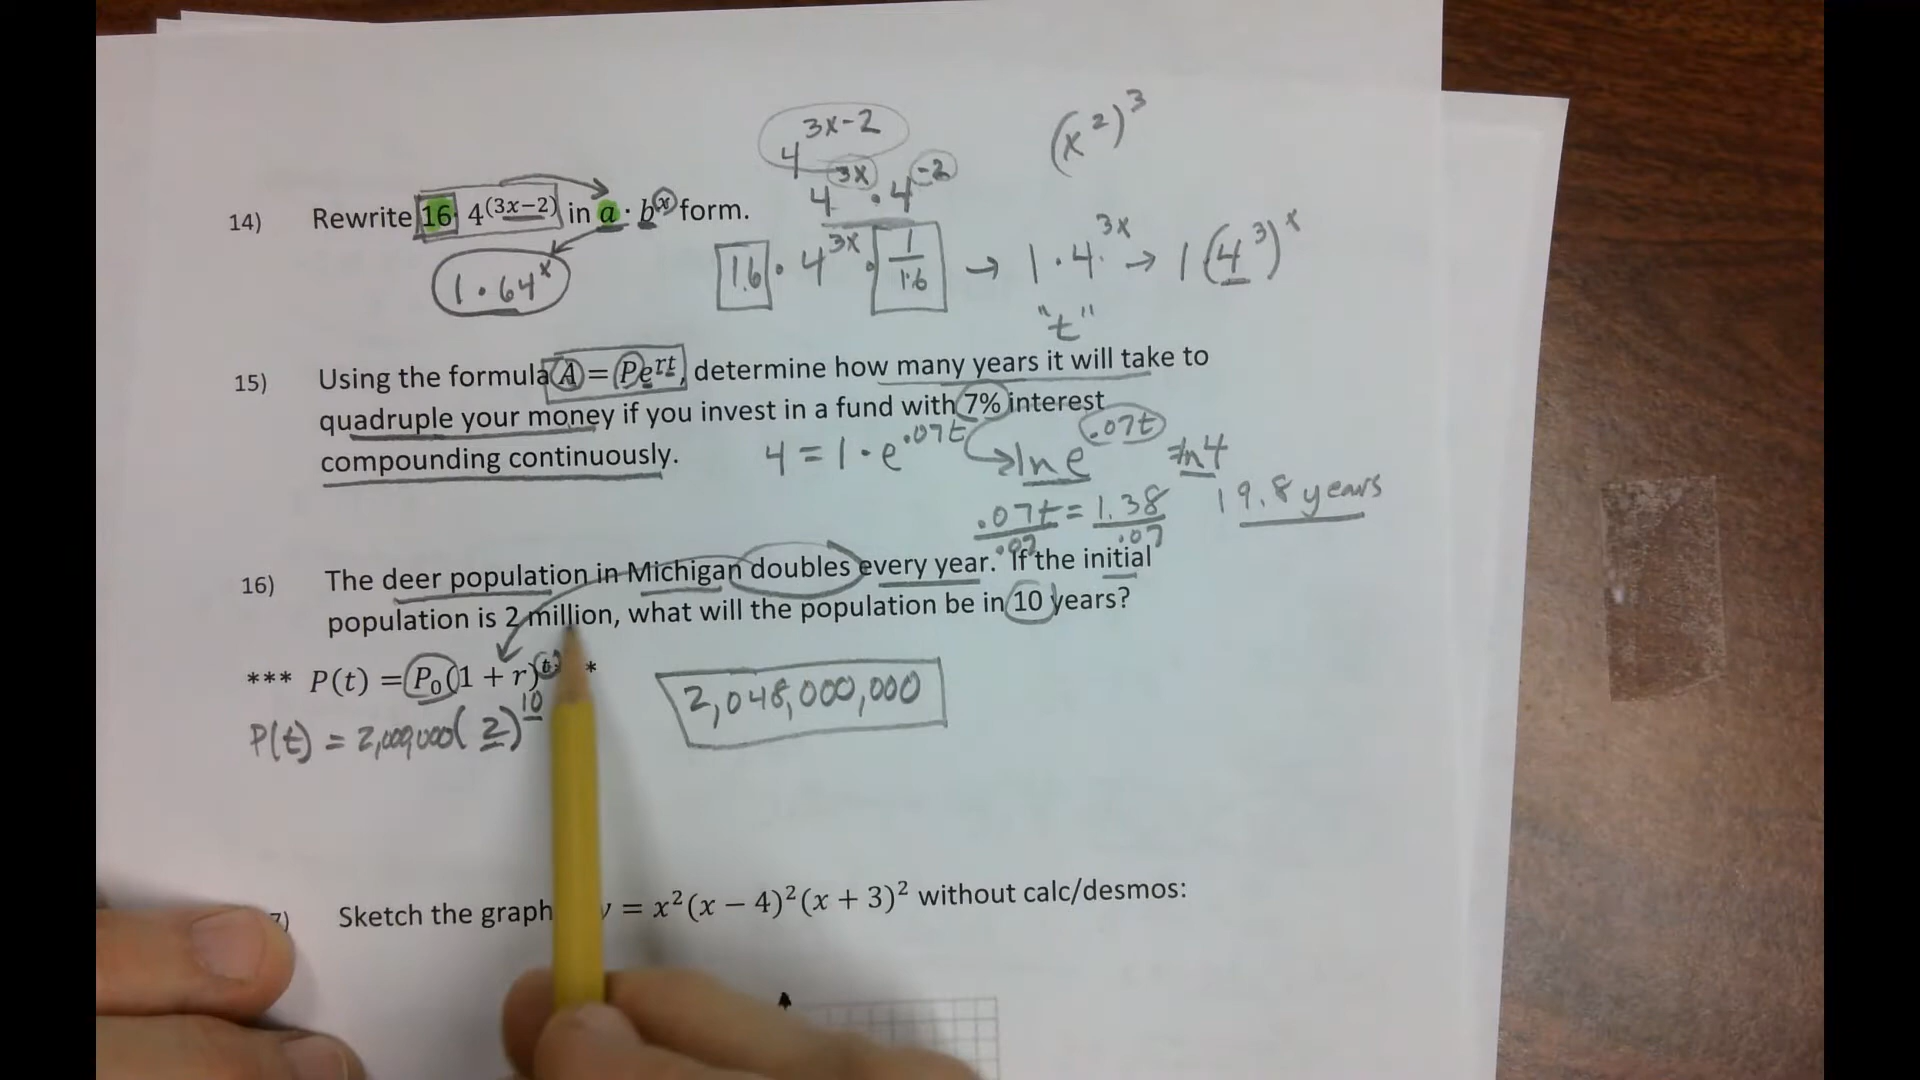 4^(3x-2)
(x²)³
4^(3x) · 4^(-2)
14) Rewrite 16· 4^(3x−2) in a · b^x form.
16 · 4^(3x) · 1/16 → 1 · 4^(3x) → 1(4³)^x
1 · 64^x
"t"
15) Using the formula A = Pe^(rt), determine how many years it will take to
quadruple your money if you invest in a fund with 7% interest
compounding continuously.
4 = 1 · e^(.07t) → ln e^(.07t) = ln 4
.07t = 1.38
.07 .07
19.8 years
16) The deer population in Michigan doubles every year. If the initial
population is 2 million, what will the population be in 10 years?
*** P(t) = P₀(1 + r)^t *
P(t) = 2,000,000(2)^10
2,048,000,000
7) Sketch the graph y = x²(x − 4)²(x + 3)² without calc/desmos: